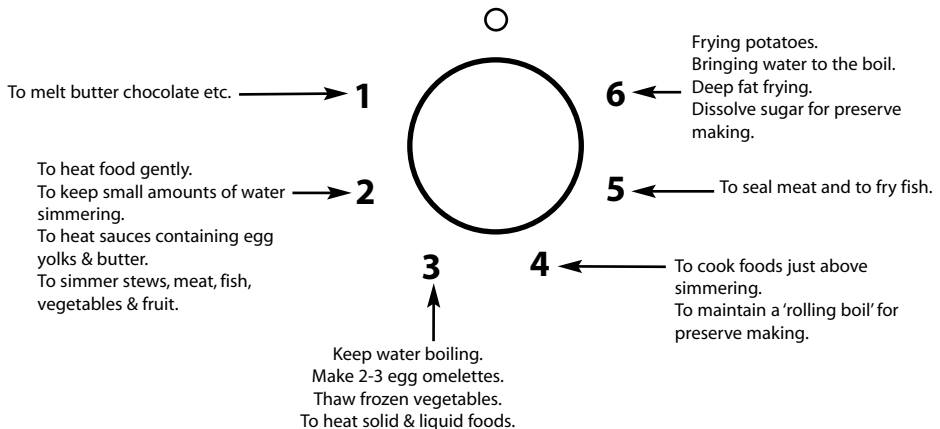 To melt butter chocolate etc.
1
To heat food gently.
To keep small amounts of water
simmering.
To heat sauces containing egg
yolks & butter.
To simmer stews, meat, fish,
vegetables & fruit.
2
3
Keep water boiling.
Make 2-3 egg omelettes.
Thaw frozen vegetables.
To heat solid & liquid foods.
4
To cook foods just above
simmering.
To maintain a ‘rolling boil’ for
preserve making.
5
To seal meat and to fry fish.
6
Frying potatoes.
Bringing water to the boil.
Deep fat frying.
Dissolve sugar for preserve
making.